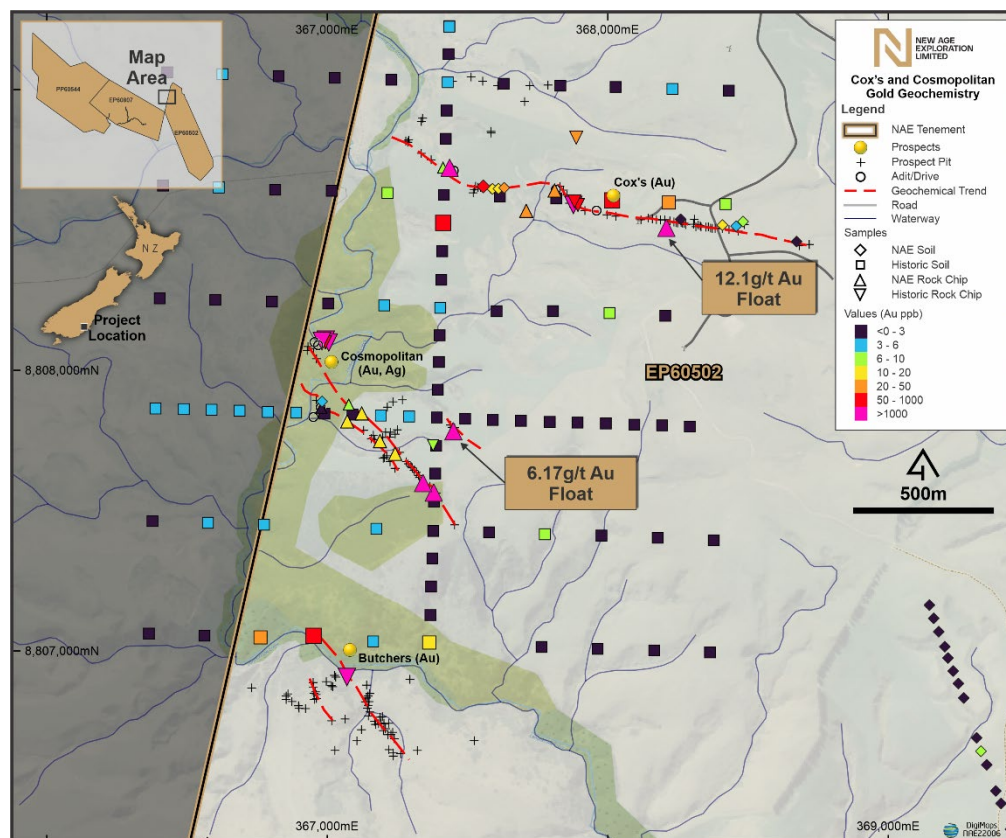 367,000mE
368,000mE
Map
Area
PP60544
EP60807
EP60502
NZ
Project
Location
NEW AGE
EXPLORATION
LIMITED
Cox's and Cosmopolitan
Gold Geochemistry
Legend
NAE Tenement
Prospects
Prospect Pit
Adit/Drive
Geochemical Trend
Road
Waterway
Samples
NAE Soil
Historic Soil
NAE Rock Chip
Historic Rock Chip
Values (Au ppb)
<0 - 3
3 - 6
6 - 10
10 - 20
20 - 50
50 - 1000
>1000
Cox's (Au)
12.1g/t Au
Float
8,808,000mN
Cosmopolitan
(Au, Ag)
EP60502
6.17g/t Au
Float
500m
8,807,000mN
Butchers (Au)
367,000mE
369,000mE
DigiMaps
NAE22006